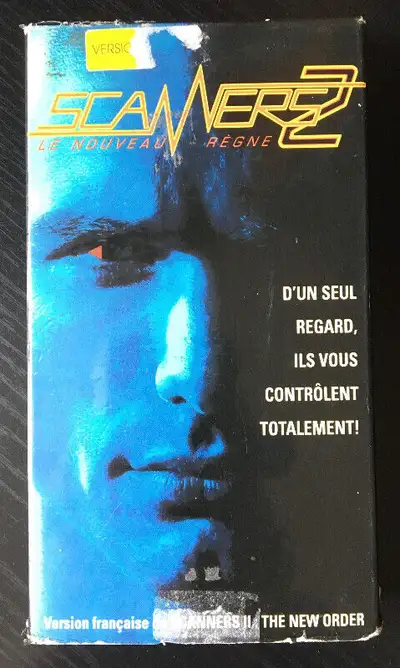 VERSIO
SCANNERS 2
LE NOUVEAU RÈGNE
D'UN SEUL
REGARD,
ILS VOUS
CONTRÔLENT
TOTALEMENT!
Version française SCANNERS II: THE NEW ORDER